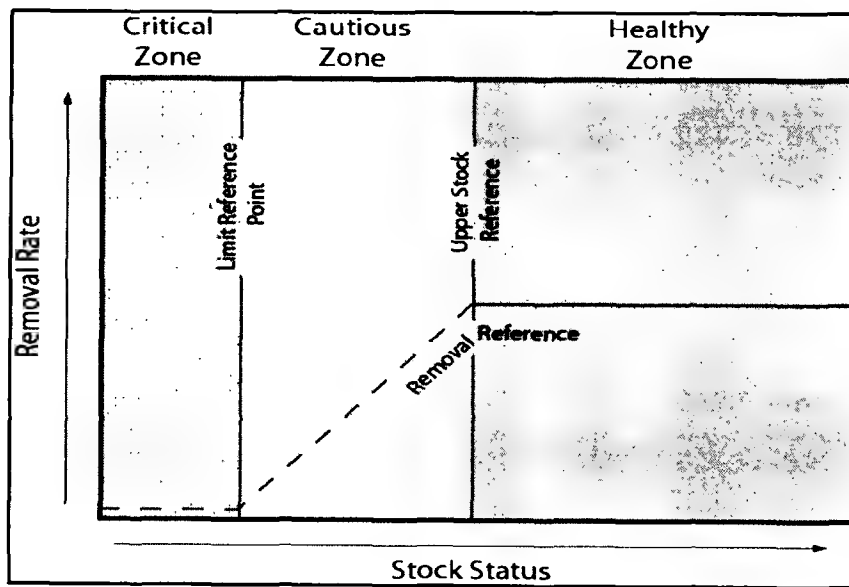 Critical
Zone
Cautious
Zone
Healthy
Zone
Removal Rate
Limit Reference
Point
Upper Stock
Reference
Removal Reference
Stock Status